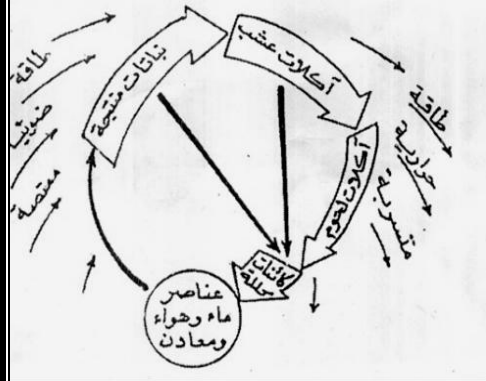 طاقة
ضوئية
ممتصة
نباتات منتجة
آكلات عشب
آكلات لحوم
كائنات
محللة
عناصر
ماء وهواء
ومعادن
طاقة
حرارية
متسربة